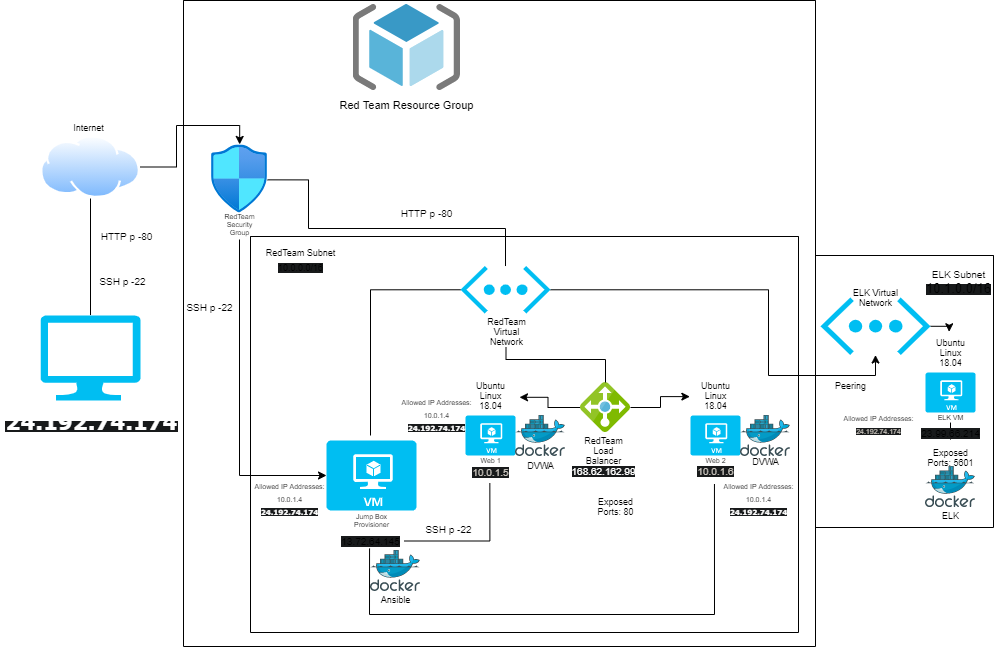 Red Team Resource Group
Internet
HTTP p -80
SSH p -22
24.192.74.174
RedTeam
Security
Group
HTTP p -80
SSH p -22
RedTeam Subnet
RedTeam
Virtual
Network
Ubuntu
Linux
18.04
Allowed IP Addresses:
10.0.1.4
24.192.74.174
VM
Web 1
10.0.1.5
docker
DVWA
RedTeam
Load
Balancer
168.62.162.99
Exposed
Ports: 80
Ubuntu
Linux
18.04
VM
Web 2
10.0.1.6
docker
DVWA
Allowed IP Addresses:
10.0.1.4
24.192.74.174
Allowed IP Addresses:
10.0.1.4
24.192.74.174
VM
Jump Box
Provisioner
SSH p -22
docker
Ansible
ELK Subnet
10.1.0.0/16
ELK Virtual
Network
Peering
Ubuntu
Linux
18.04
VM
ELK VM
Allowed IP Addresses:
24.192.74.174
Exposed
Ports: 5601
docker
ELK